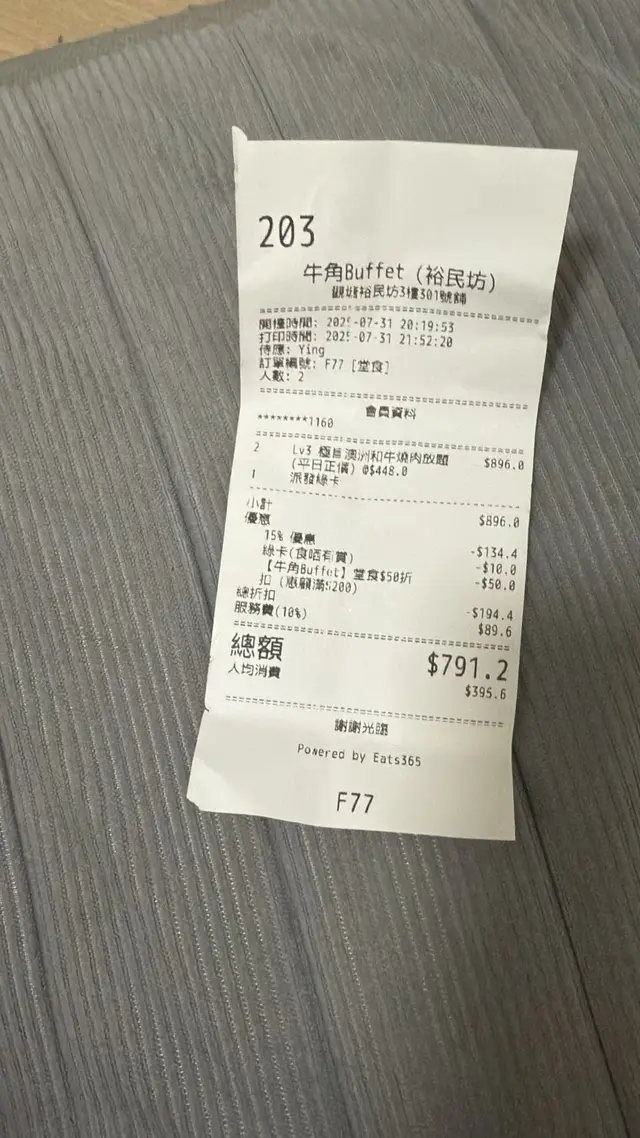 203
牛角Buffet (裕民坊)
觀塘裕民坊3樓301號舖
開檯時間: 2025-07-31 20:19:53
打印時間: 2025-07-31 21:52:20
侍應: Ying
訂單編號: F77 [堂食]
人數: 2
會員資料
********1160
2 Lv3 極旨澳洲和牛燒肉放題 $896.0
(平日正價) @$448.0
1 派發綠卡
小計 $896.0
優惠
15% 優惠 -$134.4
綠卡(食哂有賞) -$10.0
【牛角Buffet】堂食$50折 -$50.0
扣 (惠顧滿$200)
總折扣 -$194.4
服務費(10%) $89.6
總額 $791.2
人均消費 $395.6
謝謝光臨
Powered by Eats365
F77